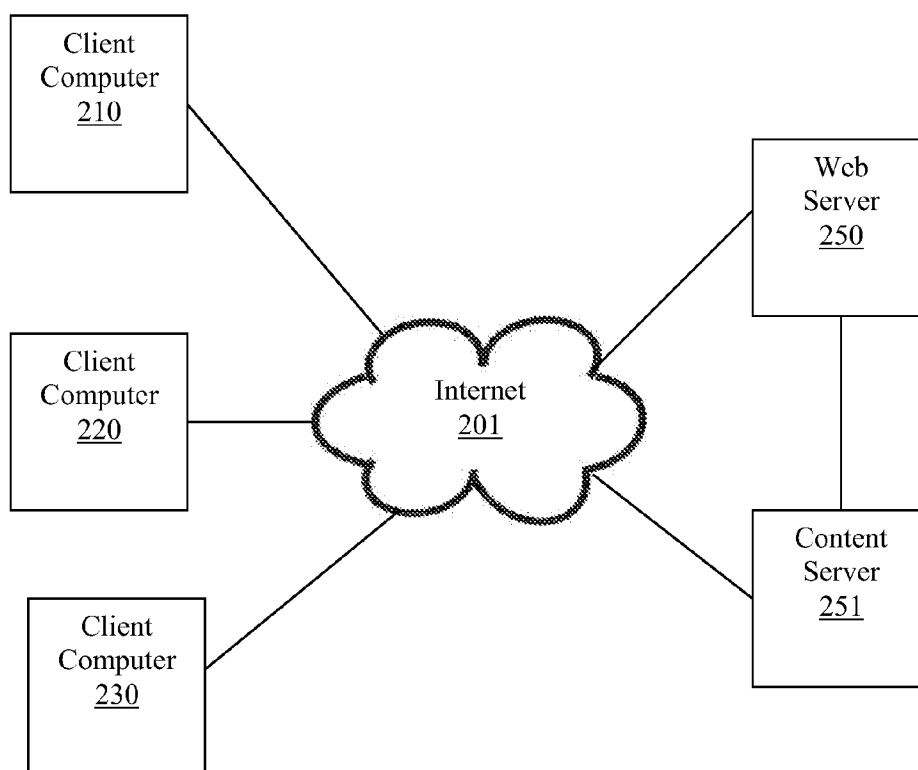 Client
Computer
210
Web
Server
250
Client
Computer
220
Internet
201
Content
Server
251
Client
Computer
230